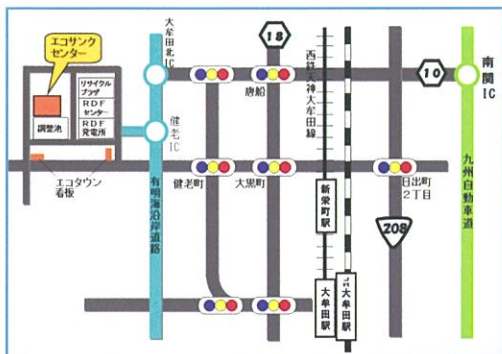 エコサンク
センター
リサイクル
プラザ
RDF
センター
RDF
発電所
調整池
エコタウン
看板
大牟田北IC
健老IC
有明海沿岸道路
18
唐船
西鉄天神大牟田線
10
南関
IC
健老町
大黒町
新栄町駅
日出町
2丁目
208
九州自動車道
大牟田駅
JR大牟田駅